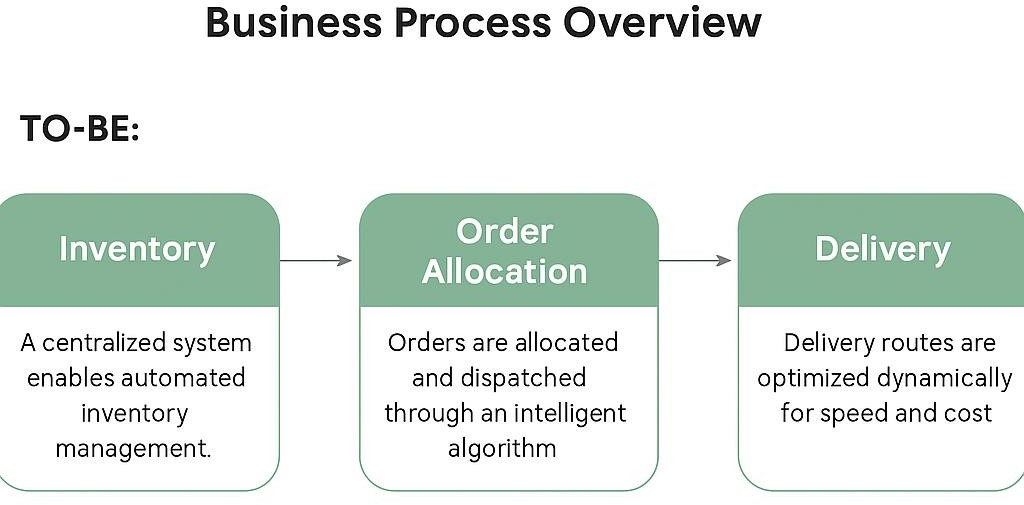 Business Process Overview
TO-BE:
Inventory
A centralized system
enables automated
inventory
management.
Order
Allocation
Orders are allocated
and dispatched
through an intelligent
algorithm
Delivery
Delivery routes are
optimized dynamically
for speed and cost